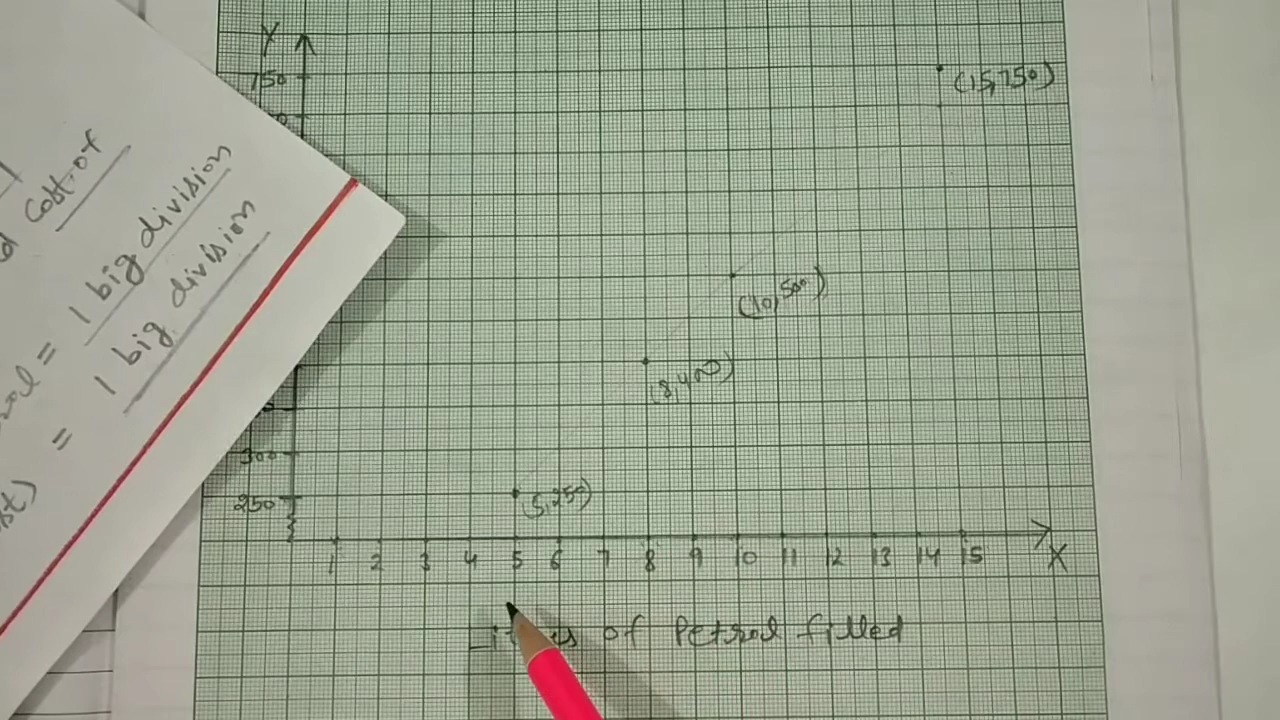 Y
750
(15,750)
Cost of
1 big division
1 big division
=
=
(10,500)
(8,400)
300
250
(5,250)
1 2 3 4 5 6 7 8 9 10 11 12 13 14 15 X
of Petrol filled